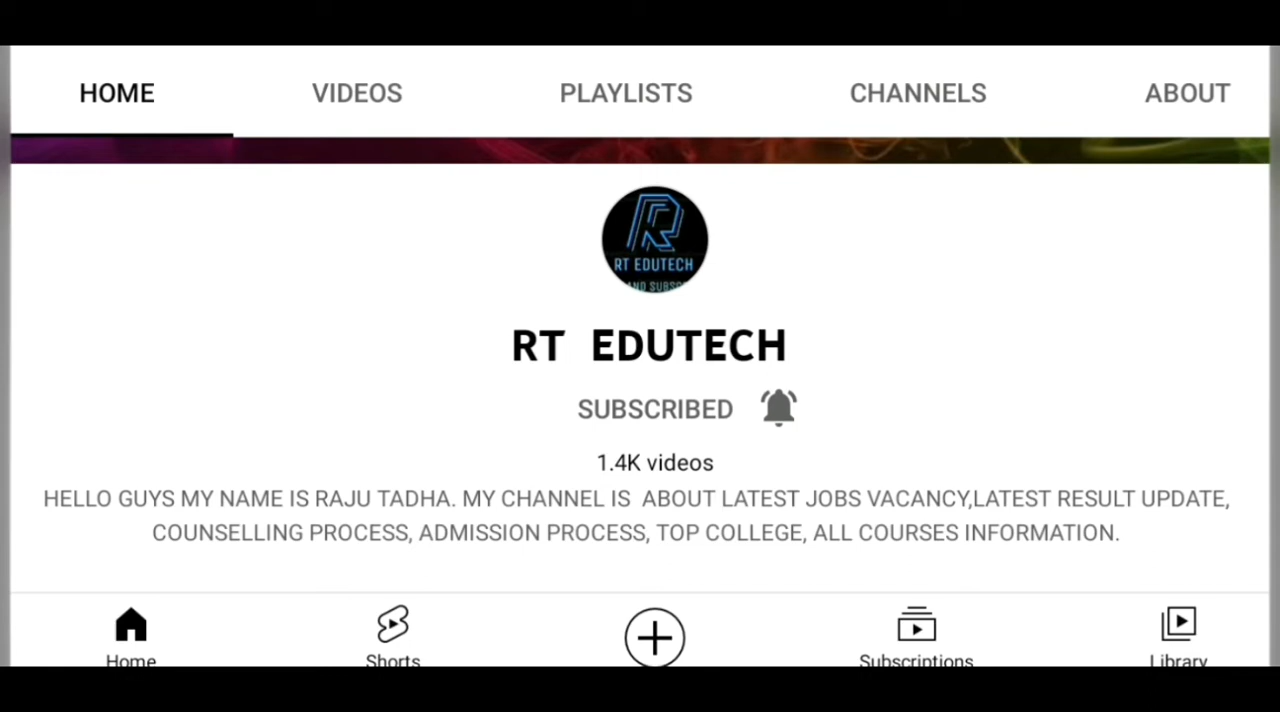 HOME VIDEOS PLAYLISTS CHANNELS ABOUT
RT EDUTECH
RT EDUTECH
SUBSCRIBED
1.4K videos
HELLO GUYS MY NAME IS RAJU TADHA. MY CHANNEL IS ABOUT LATEST JOBS VACANCY,LATEST RESULT UPDATE,
COUNSELLING PROCESS, ADMISSION PROCESS, TOP COLLEGE, ALL COURSES INFORMATION.
Home Shorts Subscriptions Library